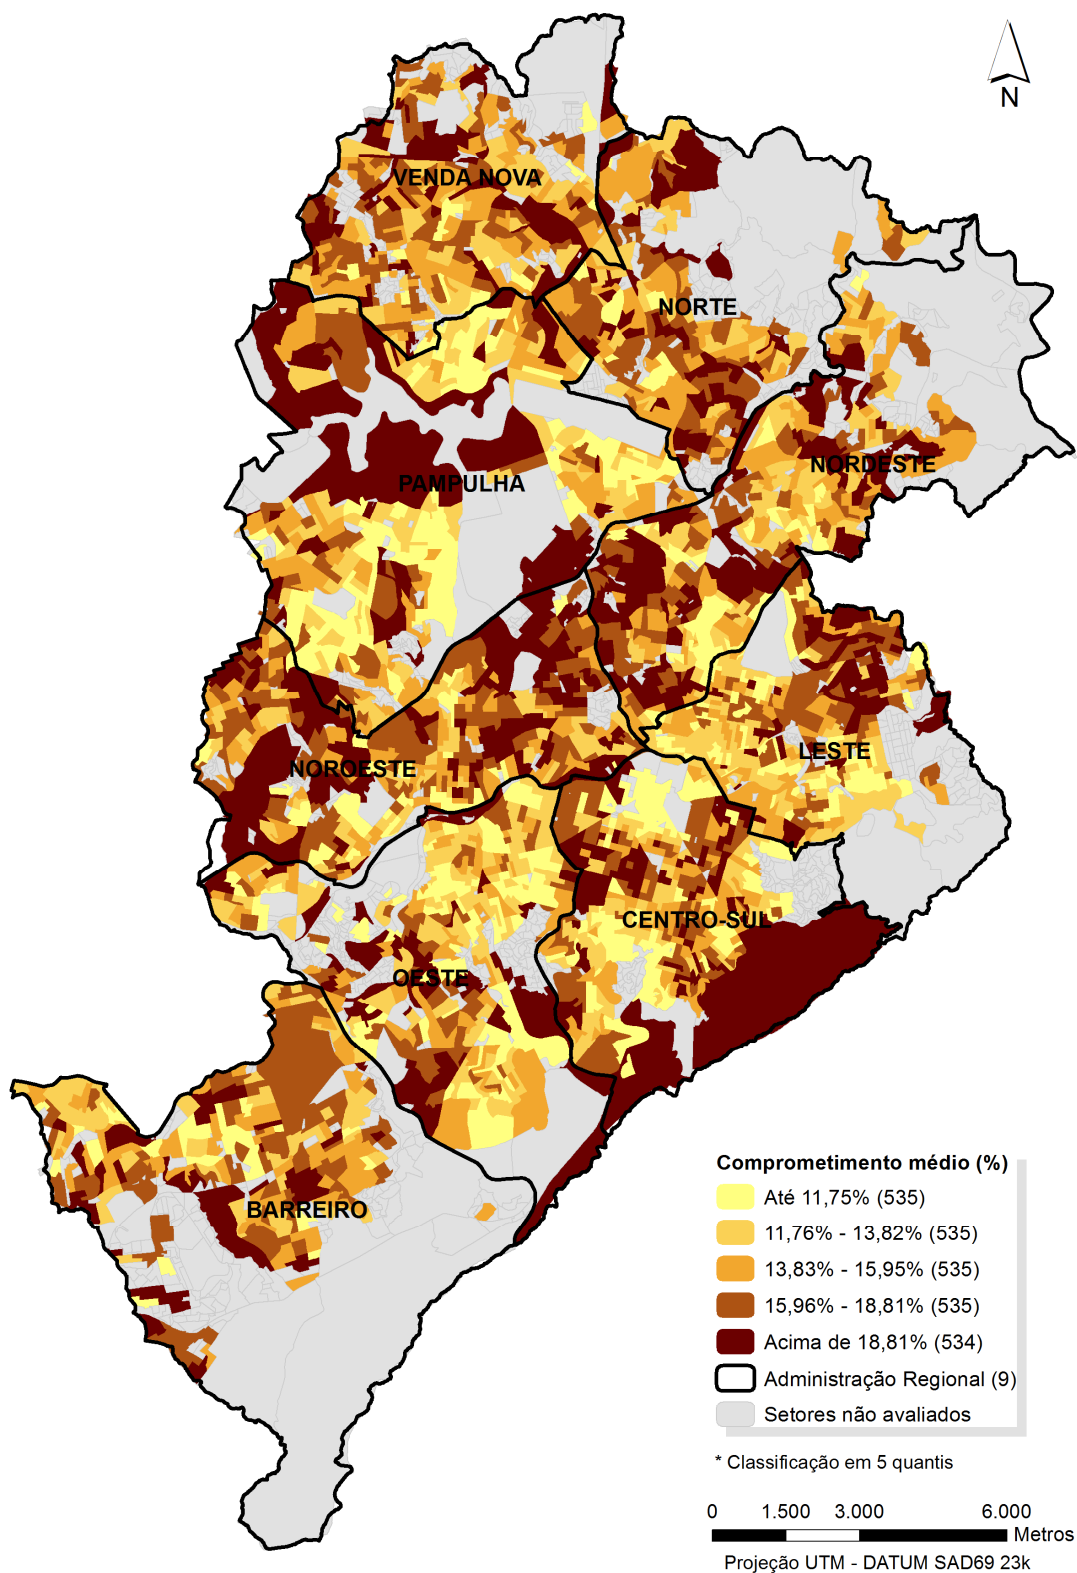 N
VENDA NOVA
NORTE
NORDESTE
PAMPULHA
LESTE
NOROESTE
CENTRO-SUL
OESTE
BARREIRO
Comprometimento médio (%)
Até 11,75% (535)
11,76% - 13,82% (535)
13,83% - 15,95% (535)
15,96% - 18,81% (535)
Acima de 18,81% (534)
Administração Regional (9)
Setores não avaliados
* Classificação em 5 quantis
0 1.500 3.000 6.000
Metros
Projeção UTM - DATUM SAD69 23k